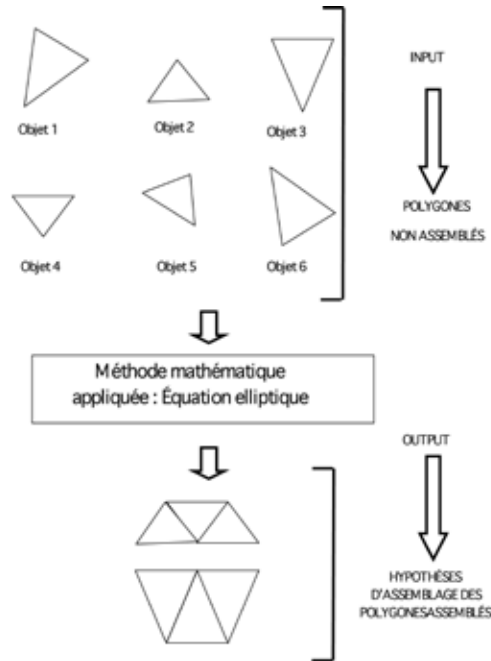 Objet 1
Objet 2
Objet 3
INPUT
POLYGONES
NON ASSEMBLÉS
Objet 4
Objet 5
Objet 6
Méthode mathématique
appliquée : Équation elliptique
OUTPUT
HYPOTHÈSES
D'ASSEMBLAGE DES
POLYGONESASSEMBLÉS